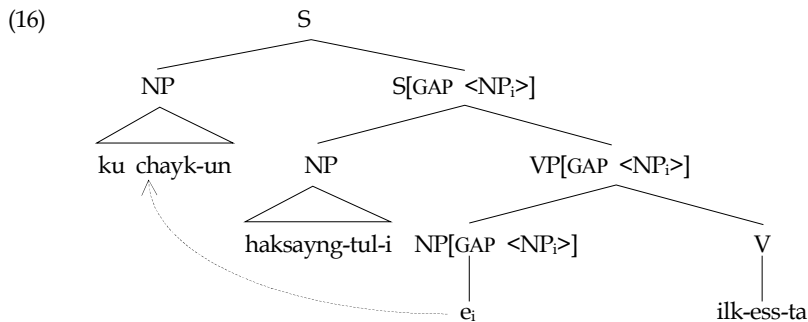 (16) S
NP S[GAP <NPᵢ>]
ku chayk-un NP VP[GAP <NPᵢ>]
haksayng-tul-i NP[GAP <NPᵢ>] V
eᵢ ilk-ess-ta